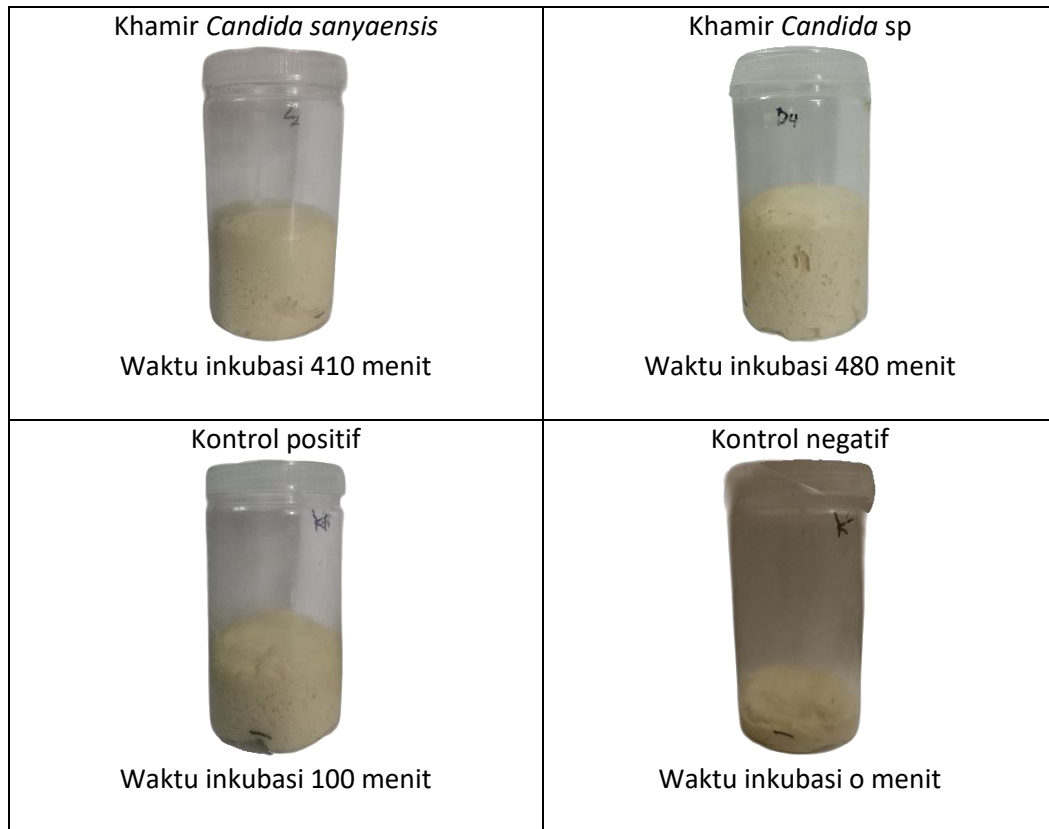 Khamir Candida sanyaensis
Khamir Candida sp
D4
Waktu inkubasi 410 menit
Waktu inkubasi 480 menit
Kontrol positif
Kontrol negatif
K-
Waktu inkubasi 100 menit
Waktu inkubasi o menit